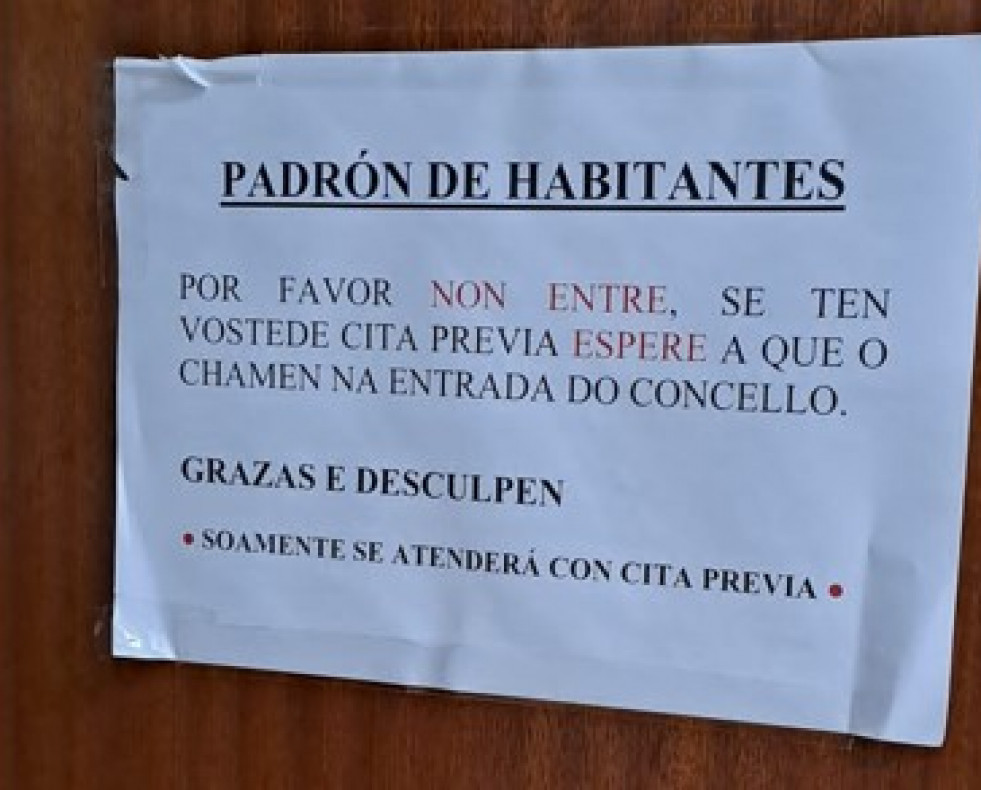 PADRÓN DE HABITANTES
POR FAVOR NON ENTRE, SE TEN
VOSTEDE CITA PREVIA ESPERE A QUE O
CHAMEN NA ENTRADA DO CONCELLO.
GRAZAS E DESCULPEN
• SOAMENTE SE ATENDERÁ CON CITA PREVIA •